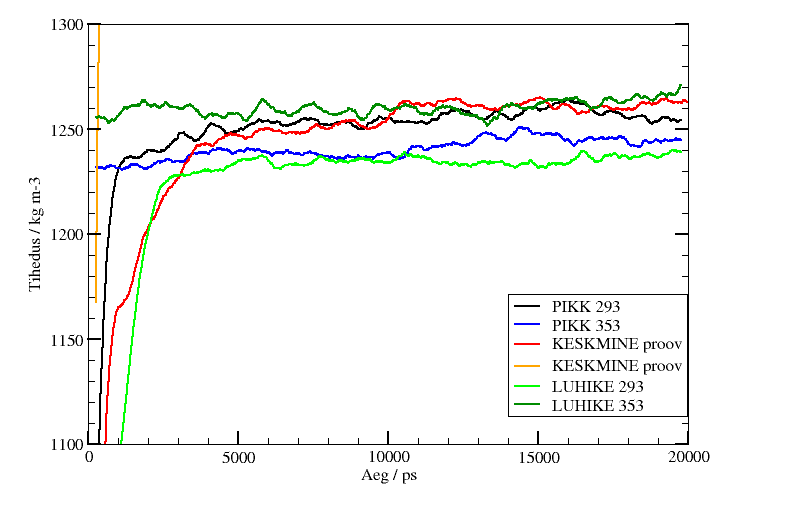 1300
1250
1200
1150
1100
Tihedus / kg m-3
0
5000
10000
15000
20000
Aeg / ps
PIKK 293
PIKK 353
KESKMINE proov
KESKMINE proov
LUHIKE 293
LUHIKE 353